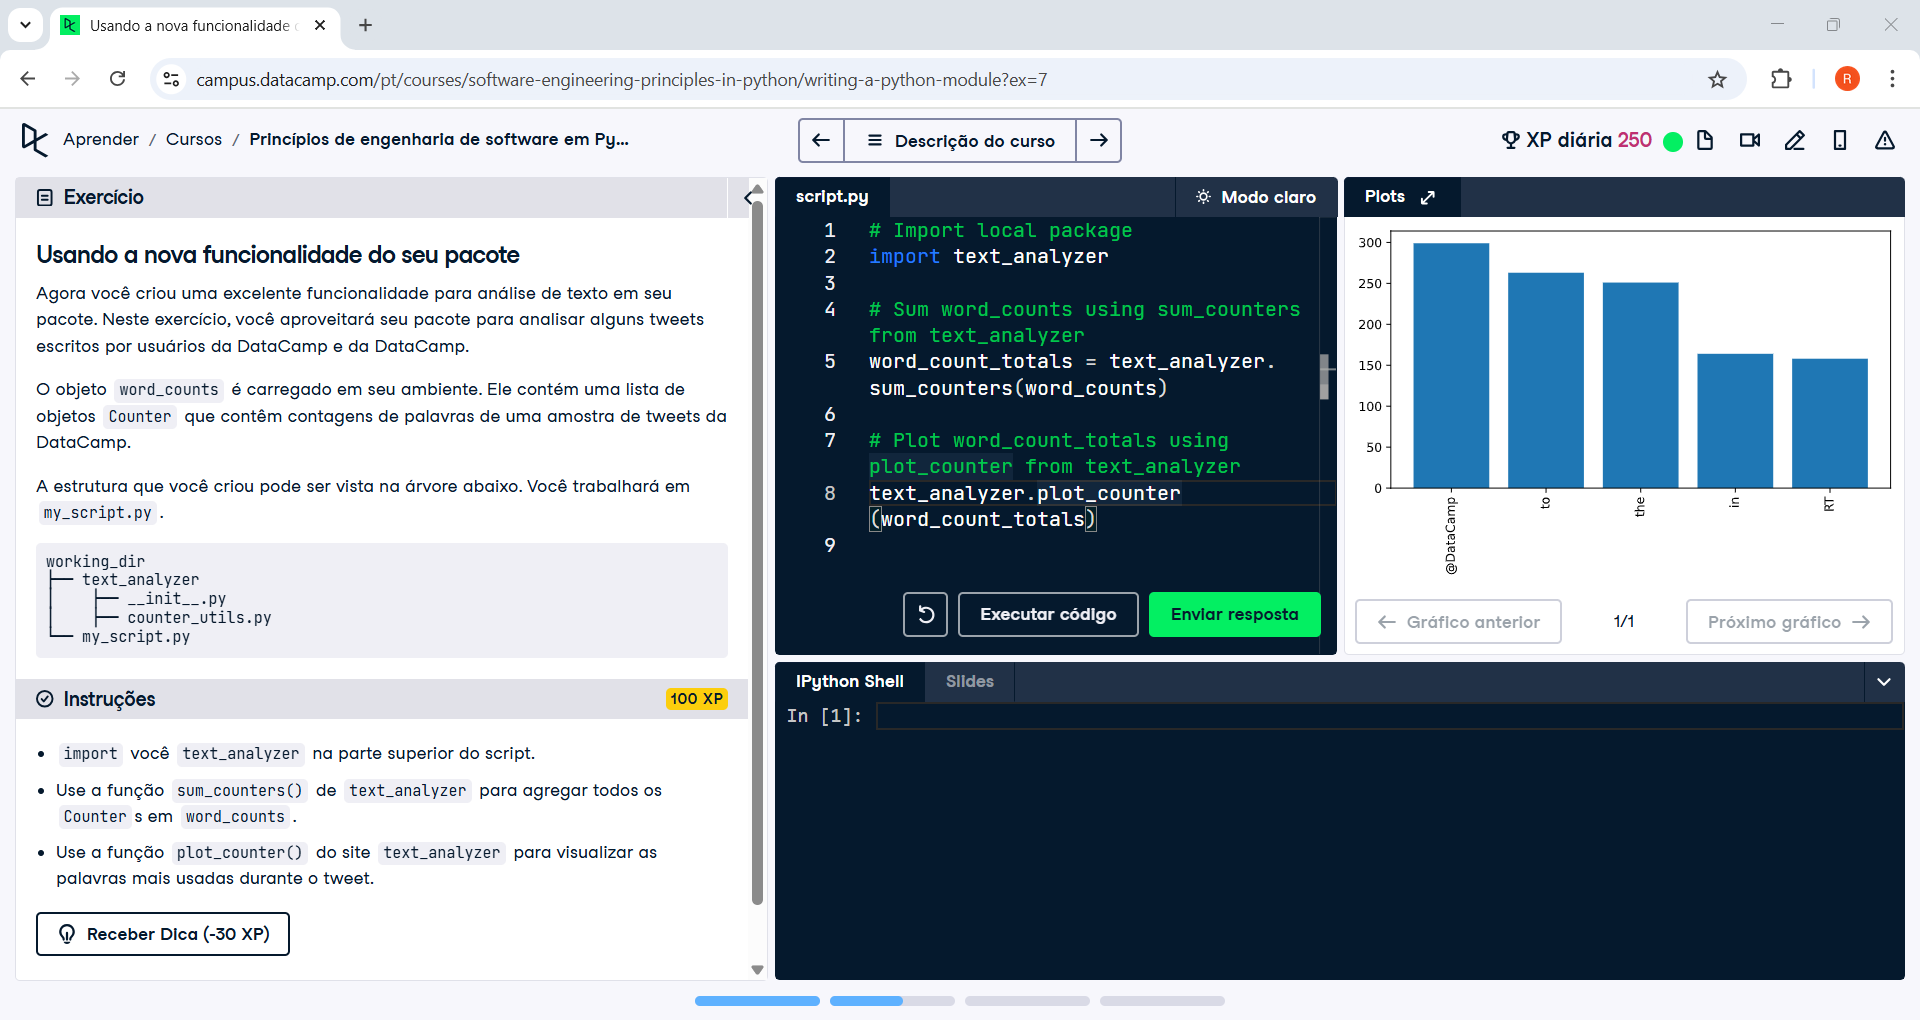 Usando a nova funcionalidade
campus.datacamp.com/pt/courses/software-engineering-principles-in-python/writing-a-python-module?ex=7
R
Aprender / Cursos / Princípios de engenharia de software em Py...
Descrição do curso
XP diária 250
Exercício
Usando a nova funcionalidade do seu pacote
Agora você criou uma excelente funcionalidade para análise de texto em seu
pacote. Neste exercício, você aproveitará seu pacote para analisar alguns tweets
escritos por usuários da DataCamp e da DataCamp.
O objeto word_counts é carregado em seu ambiente. Ele contém uma lista de
objetos Counter que contêm contagens de palavras de uma amostra de tweets da
DataCamp.
A estrutura que você criou pode ser vista na árvore abaixo. Você trabalhará em
my_script.py.
working_dir
├── text_analyzer
│    ├── __init__.py
│    ├── counter_utils.py
└── my_script.py
Instruções
100 XP
• import você text_analyzer na parte superior do script.
• Use a função sum_counters() de text_analyzer para agregar todos os
Counter s em word_counts.
• Use a função plot_counter() do site text_analyzer para visualizar as
palavras mais usadas durante o tweet.
Receber Dica (-30 XP)
script.py
Modo claro
1 # Import local package
2 import text_analyzer
3
4 # Sum word_counts using sum_counters
from text_analyzer
5 word_count_totals = text_analyzer.
sum_counters(word_counts)
6
7 # Plot word_count_totals using
plot_counter from text_analyzer
8 text_analyzer.plot_counter
(word_count_totals)
9
Executar código
Enviar resposta
Plots
300
250
200
150
100
50
0
@DataCamp
to
the
in
RT
Gráfico anterior
1/1
Próximo gráfico
IPython Shell
Slides
In [1]: